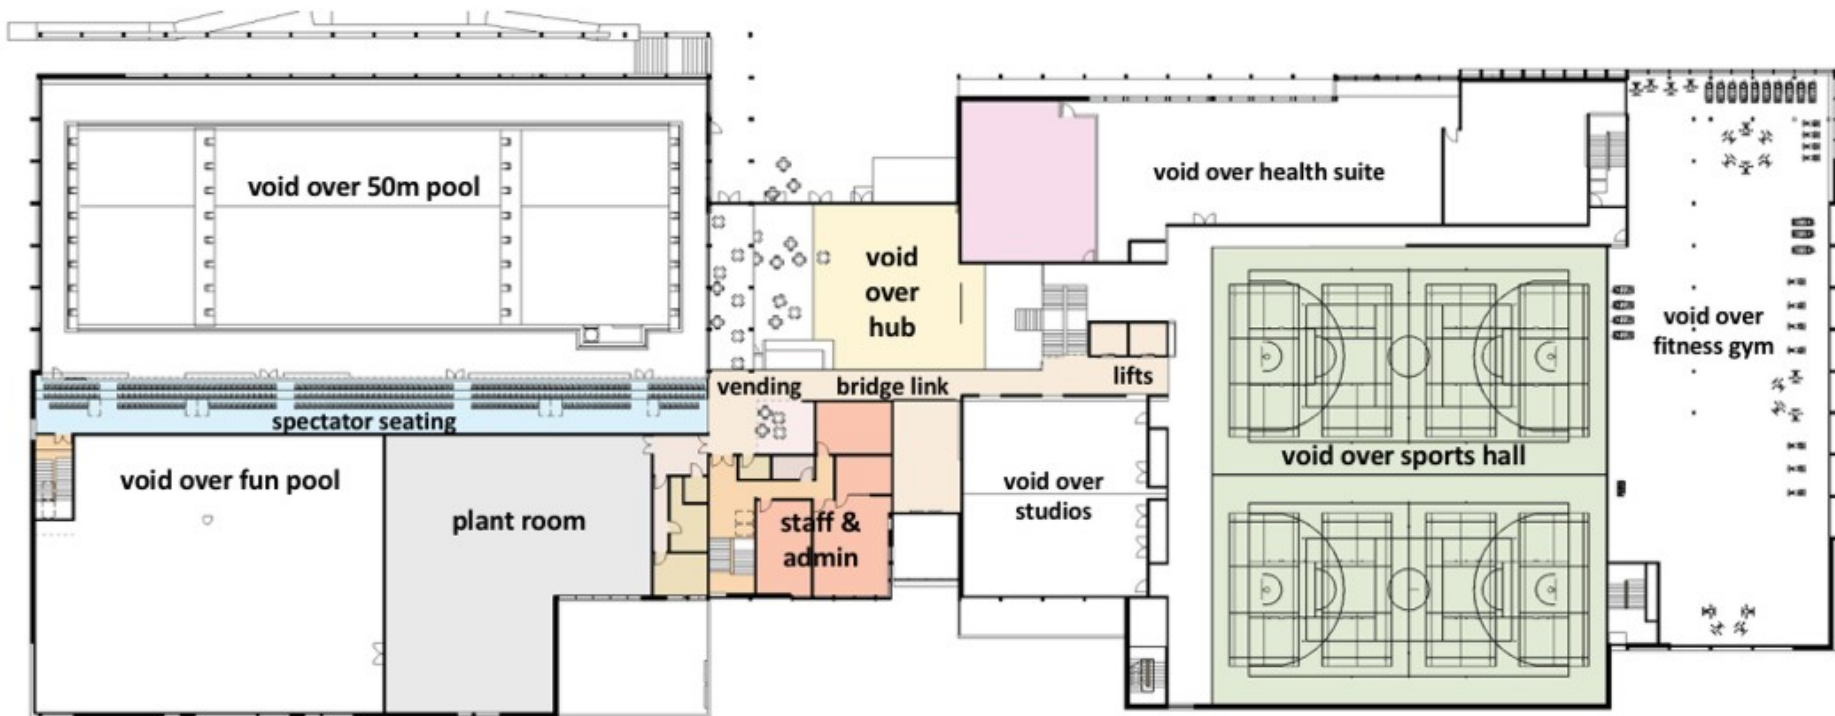 void over 50m pool
void over health suite
void
over
hub
void over
fitness gym
vending
bridge link
lifts
spectator seating
void over sports hall
void over fun pool
void over
studios
plant room
staff &
admin